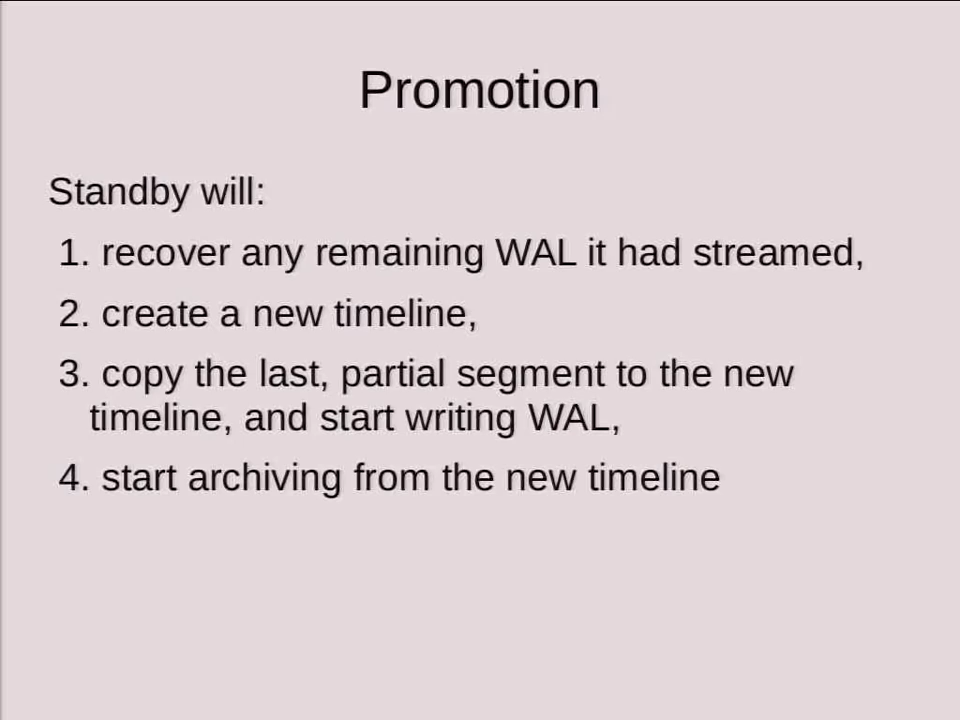 Promotion
Standby will:
1. recover any remaining WAL it had streamed,
2. create a new timeline,
3. copy the last, partial segment to the new
timeline, and start writing WAL,
4. start archiving from the new timeline